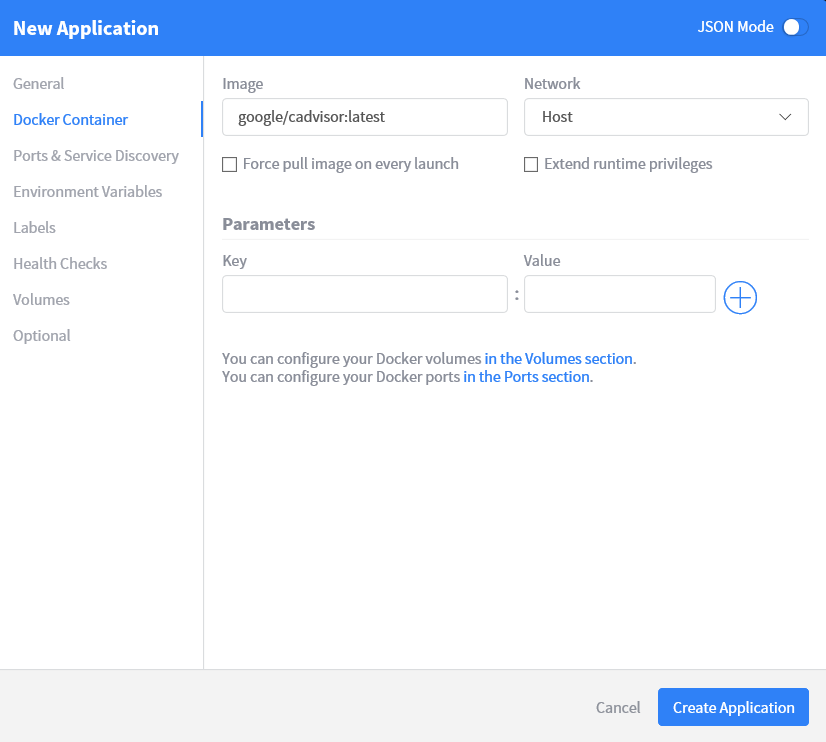 New Application
JSON Mode
General
Docker Container
Ports & Service Discovery
Environment Variables
Labels
Health Checks
Volumes
Optional
Image
Network
google/cadvisor:latest
Host
Force pull image on every launch
Extend runtime privileges
Parameters
Key
Value
:
You can configure your Docker volumes in the Volumes section.
You can configure your Docker ports in the Ports section.
Cancel
Create Application